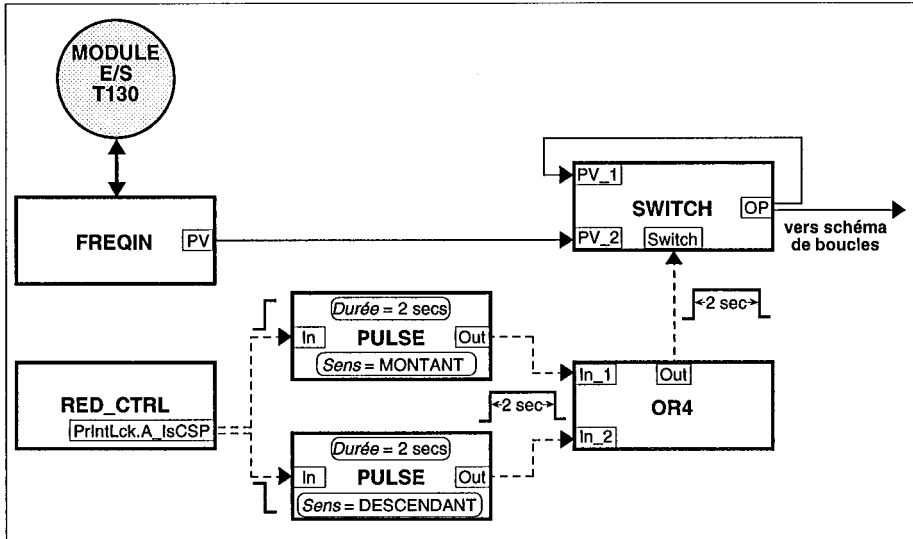 MODULE
E/S
T130
FREQIN
PV
PV_1
SWITCH
OP
PV_2
Switch
vers schéma
de boucles
2 sec
Durée = 2 secs
In
PULSE
Out
Sens = MONTANT
RED_CTRL
PrIntLck.A_IsCSP
2 sec
In_1
Out
OR4
In_2
Durée = 2 secs
In
PULSE
Out
Sens = DESCENDANT